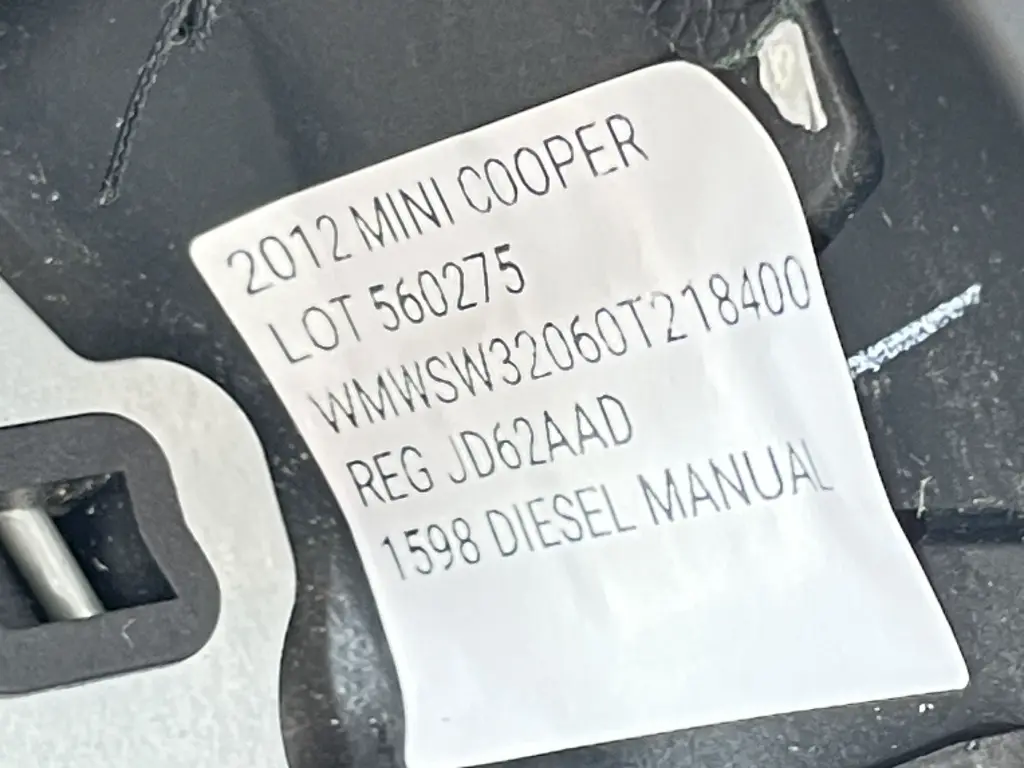 2012 MINI COOPER
LOT 560275
WMWSW32060T218400
REG JD62AAD
1598 DIESEL MANUAL